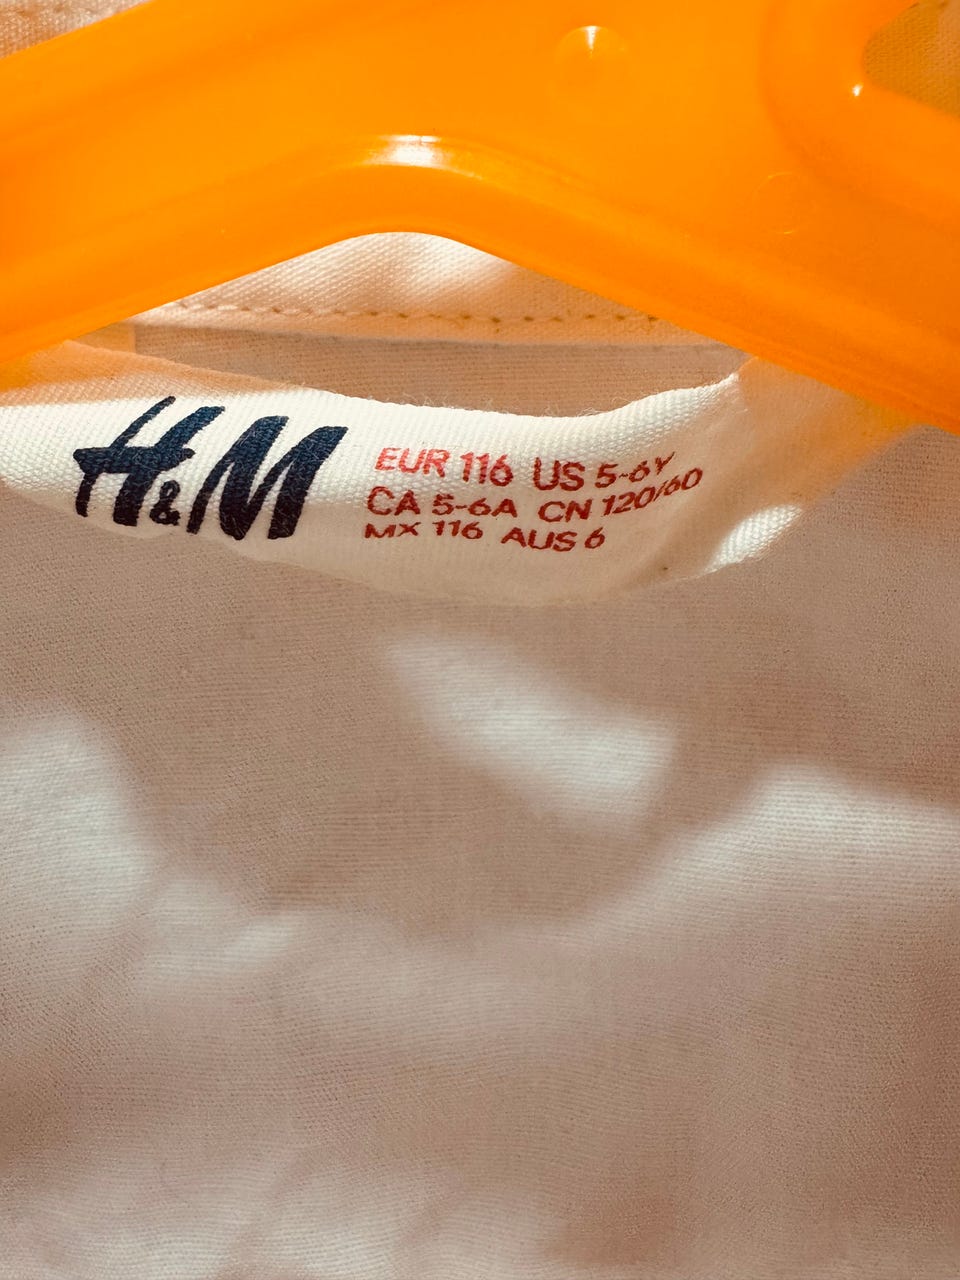 H&M
EUR 116 US 5-6Y
CA 5-6A CN 120/60
MX 116 AUS 6